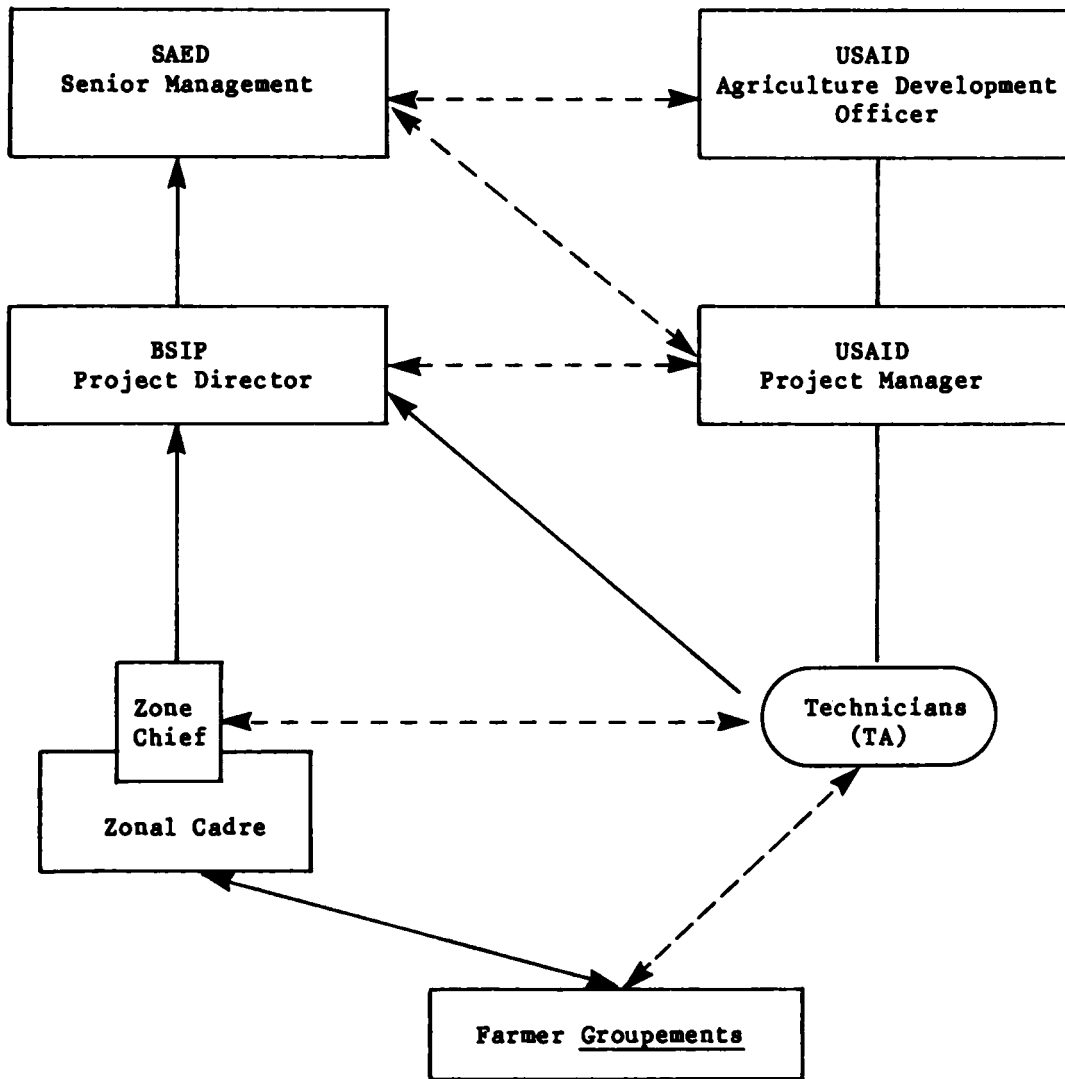 SAED
Senior Management
USAID
Agriculture Development
Officer
BSIP
Project Director
USAID
Project Manager
Zone
Chief
Technicians
(TA)
Zonal Cadre
Farmer Groupements